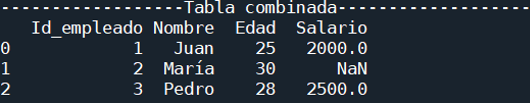 ------------------Tabla combinada-------------------
   Id_empleado Nombre  Edad  Salario
0            1   Juan    25   2000.0
1            2  María    30      NaN
2            3  Pedro    28   2500.0